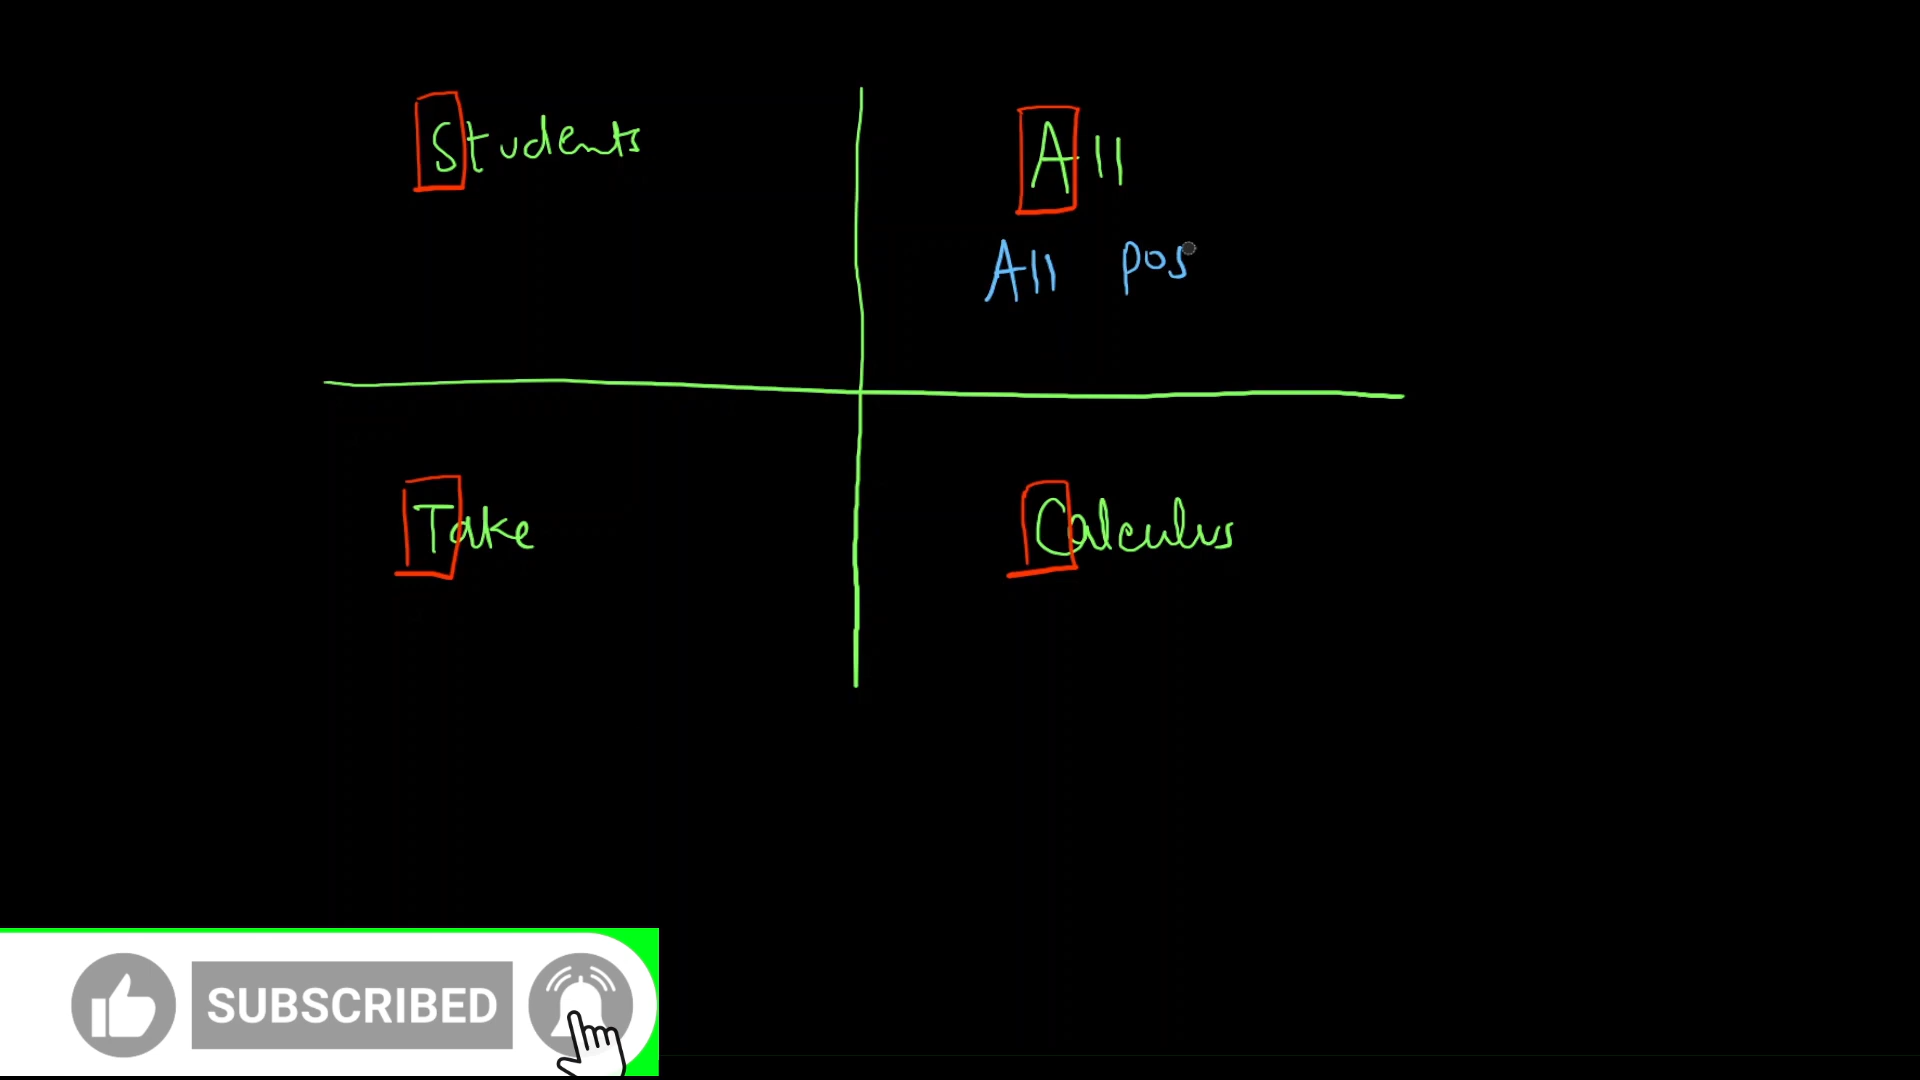 Students
All
All pos
Take
Calculus
SUBSCRIBED